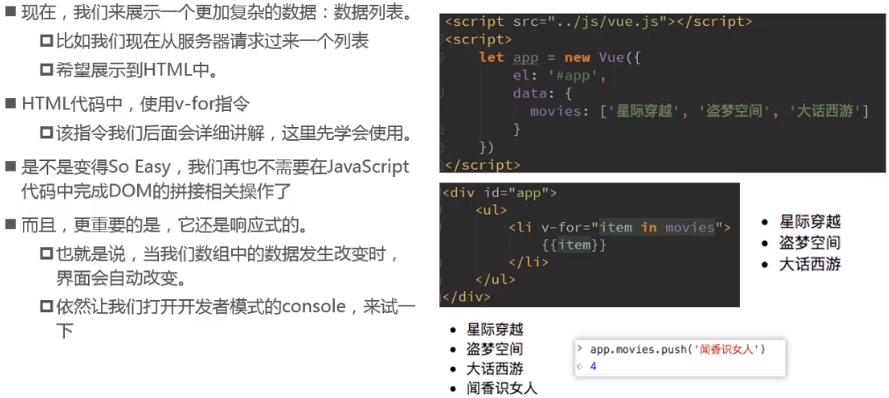 现在，我们来展示一个更加复杂的数据：数据列表。
比如我们现在从服务器请求过来一个列表
希望展示到HTML中。
HTML代码中，使用v-for指令
该指令我们后面会详细讲解，这里先学会使用。
是不是变得So Easy，我们再也不需要在JavaScript
代码中完成DOM的拼接相关操作了
而且，更重要的是，它还是响应式的。
也就是说，当我们数组中的数据发生改变时，
界面会自动改变。
依然让我们打开开发者模式的console，来试一
下
<script src="../js/vue.js"></script>
<script>
let app = new Vue({
el: '#app',
data: {
movies: ['星际穿越', '盗梦空间', '大话西游']
}
})
</script>
<div id="app">
<ul>
<li v-for="item in movies">
{{item}}
</li>
</ul>
</div>
星际穿越
盗梦空间
大话西游
星际穿越
盗梦空间
大话西游
闻香识女人
> app.movies.push('闻香识女人')
< 4